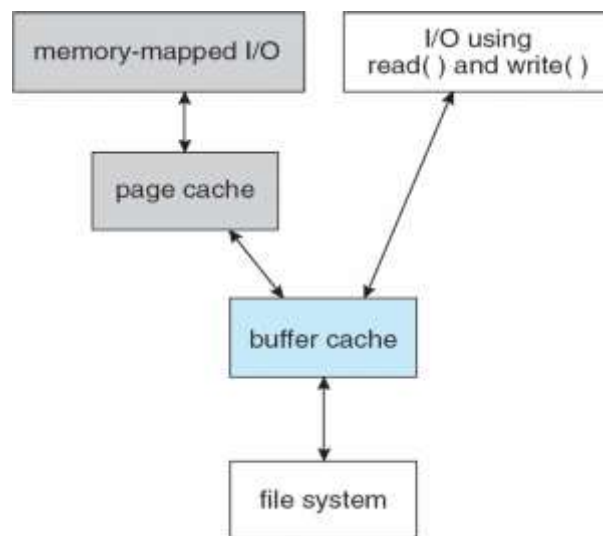 memory-mapped I/O
I/O using
read( ) and write( )
page cache
buffer cache
file system